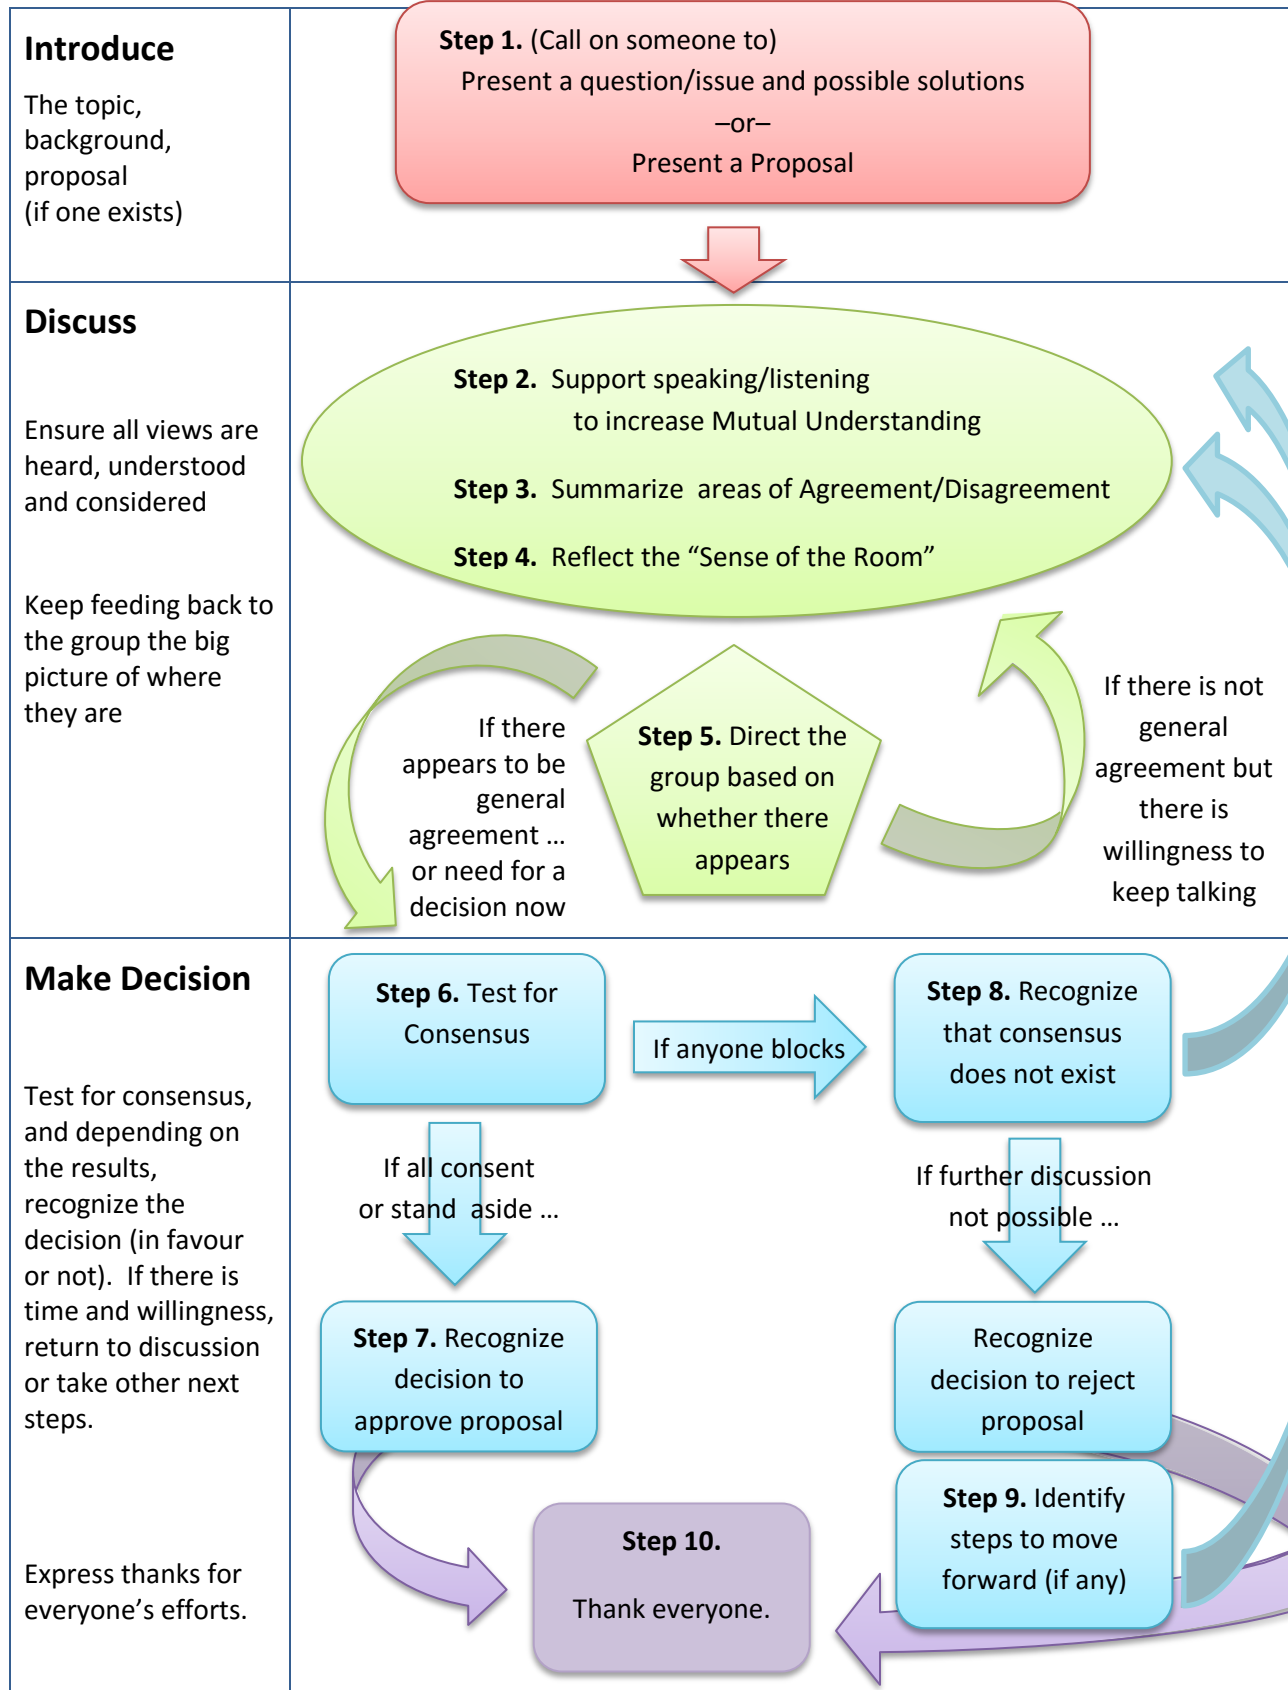 Introduce
The topic,
background,
proposal
(if one exists)
Step 1. (Call on someone to)
Present a question/issue and possible solutions
–or–
Present a Proposal
Discuss
Ensure all views are
heard, understood
and considered
Keep feeding back to
the group the big
picture of where
they are
Step 2.  Support speaking/listening
to increase Mutual Understanding
Step 3.  Summarize  areas of Agreement/Disagreement
Step 4.  Reflect the “Sense of the Room”
If there
appears to be
general
agreement ...
or need for a
decision now
Step 5. Direct the
group based on
whether there
appears
If there is not
general
agreement but
there is
willingness to
keep talking
Make Decision
Test for consensus,
and depending on
the results,
recognize the
decision (in favour
or not).  If there is
time and willingness,
return to discussion
or take other next
steps.
Express thanks for
everyone’s efforts.
Step 6. Test for
Consensus
If anyone blocks
Step 8. Recognize
that consensus
does not exist
If all consent
or stand  aside ...
If further discussion
not possible ...
Step 7. Recognize
decision to
approve proposal
Recognize
decision to reject
proposal
Step 9. Identify
steps to move
forward (if any)
Step 10.
Thank everyone.